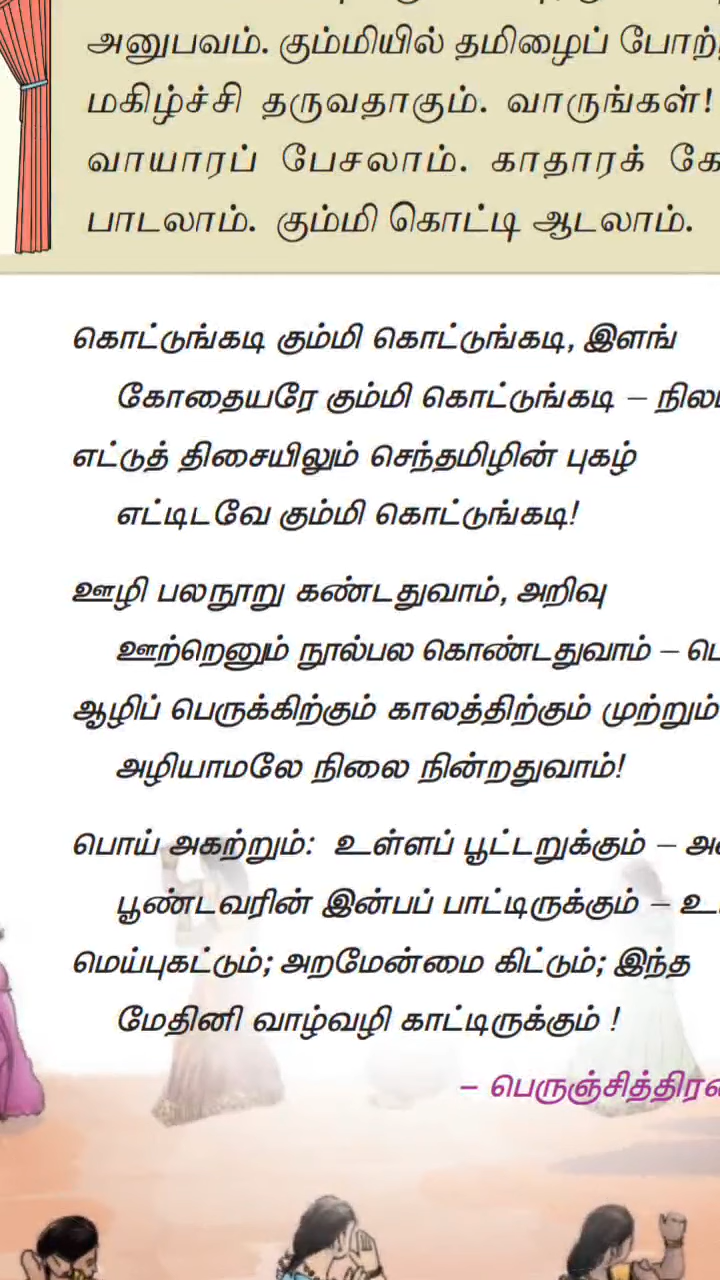 அனுபவம். கும்மியில் தமிழைப்
மகிழ்ச்சி தருவதாகும். வாருங்கள்!
வாயாரப் பேசலாம். காதாரக்
பாடலாம். கும்மி கொட்டி ஆடலாம்.
கொட்டுங்கடி கும்மி கொட்டுங்கடி, இளங்
கோதையரே கும்மி கொட்டுங்கடி –
எட்டுத் திசையிலும் செந்தமிழின் புகழ்
எட்டிடவே கும்மி கொட்டுங்கடி!
ஊழி பலநூறு கண்டதுவாம், அறிவு
ஊற்றெனும் நூல்பல கொண்டதுவாம் –
ஆழிப் பெருக்கிற்கும் காலத்திற்கும் முற்றும்
அழியாமலே நிலை நின்றதுவாம்!
பொய் அகற்றும்: உள்ளப் பூட்டறுக்கும் –
பூண்டவரின் இன்பப் பாட்டிருக்கும் –
மெய்புகட்டும்; அறமேன்மை கிட்டும்; இந்த
மேதினி வாழ்வழி காட்டிருக்கும் !
–